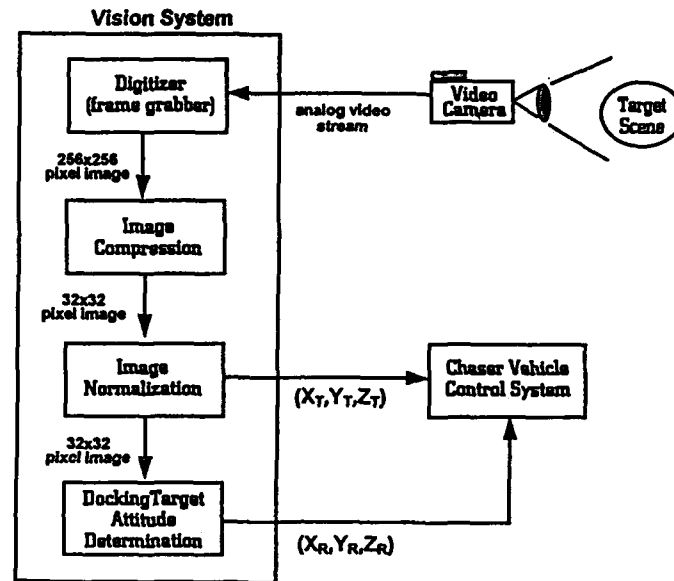 Vision System
Digitizer
(frame grabber)
analog video
stream
Video
Camera
Target
Scene
256x256
pixel image
Image
Compression
32x32
pixel image
Image
Normalization
(X_T,Y_T,Z_T)
Chaser Vehicle
Control System
32x32
pixel image
DockingTarget
Attitude
Determination
(X_R,Y_R,Z_R)